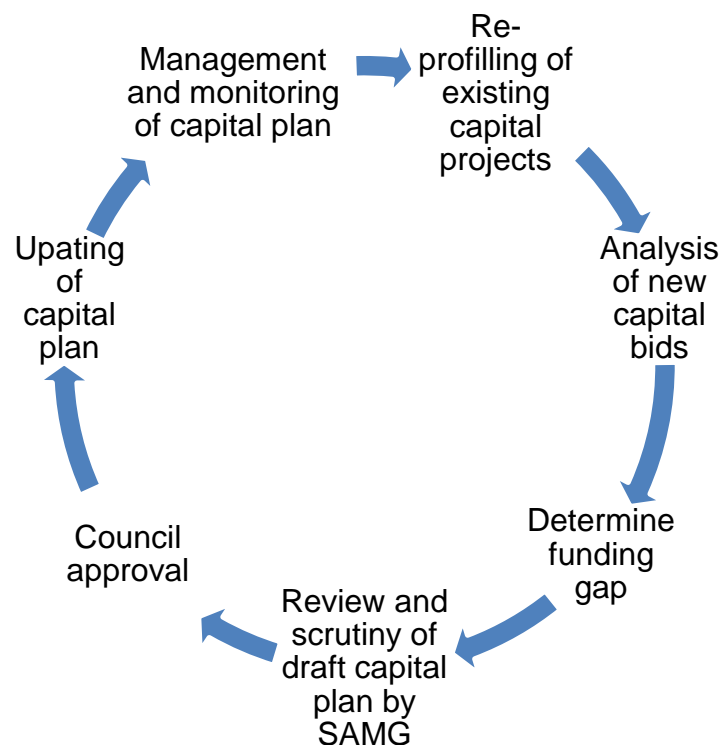 Re-
profilling of
existing
capital
projects
Analysis
of new
capital
bids
Determine
funding
gap
Review and
scrutiny of
draft capital
plan by
SAMG
Council
approval
Upating
of
capital
plan
Management
and monitoring
of capital plan